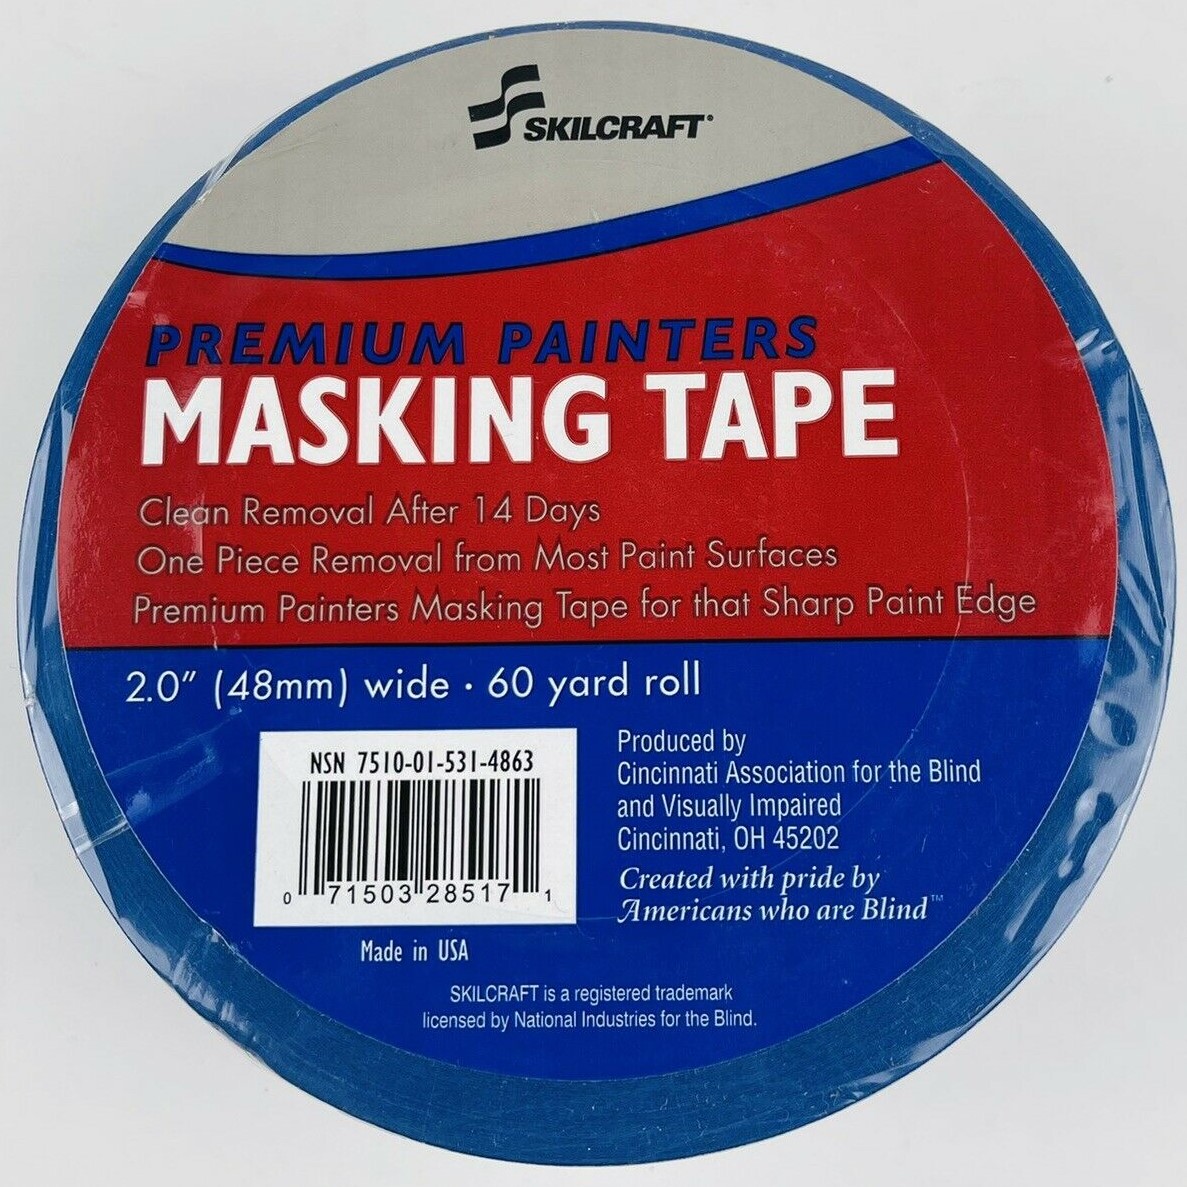 SKILCRAFT®
PREMIUM PAINTERS
MASKING TAPE
Clean Removal After 14 Days
One Piece Removal from Most Paint Surfaces
Premium Painters Masking Tape for that Sharp Paint Edge
2.0” (48mm) wide • 60 yard roll
NSN 7510-01-531-4863
0 71503 28517 1
Made in USA
Produced by
Cincinnati Association for the Blind
and Visually Impaired
Cincinnati, OH 45202
Created with pride by
Americans who are Blind™
SKILCRAFT is a registered trademark
licensed by National Industries for the Blind.